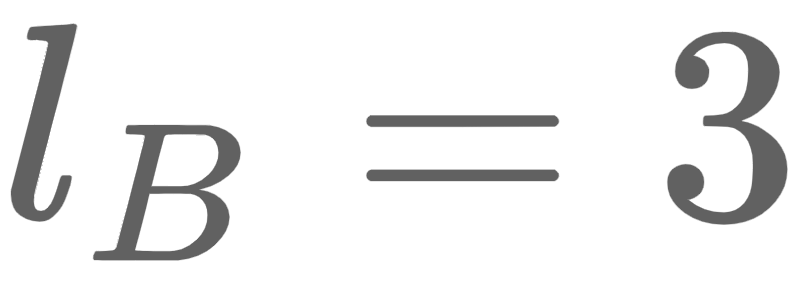 l_B = 3